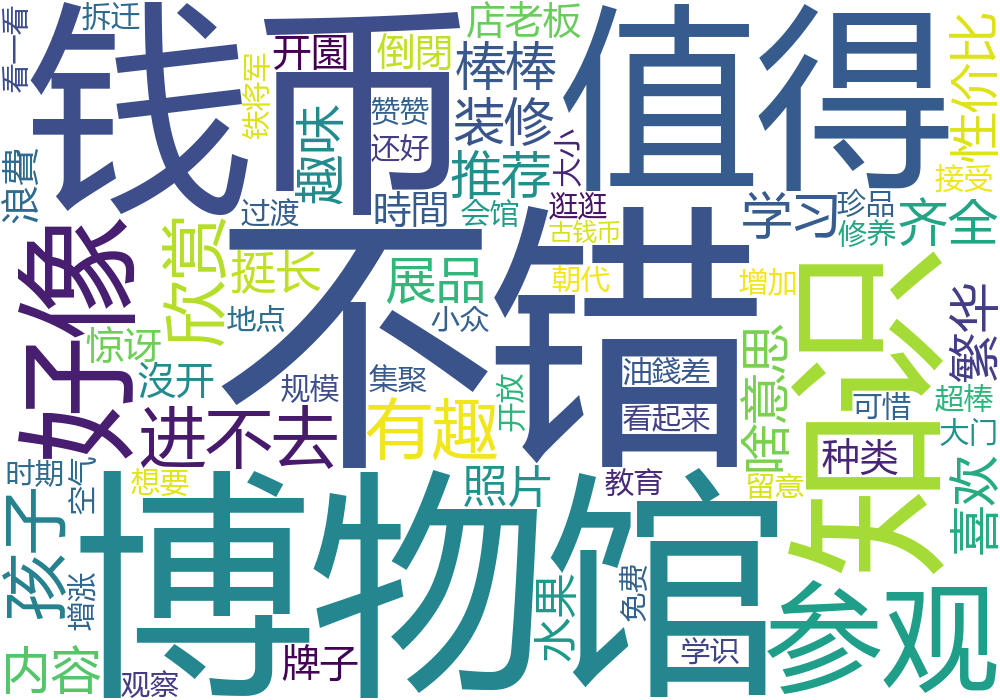 拆迁
看一看
钱币
开園
倒閉
店老板
值得
性价比
铁将军
棒棒
赞赞
还好
趣味
装修
大小
浪費
推荐
接受
过渡
時間
会馆
逛逛
古钱币
学习
珍品
修养
齐全
好像
欣赏
不错
知识
挺长
展品
朝代
增加
地点
小众
繁华
惊讶
沒开
规模
集聚
开放
油錢差
看起来
啥意思
可惜
超棒
大门
进不去
有趣
种类
时期
空气
想要
博物馆
照片
教育
留意
喜欢
孩子
增涨
水果
免费
参观
内容
观察
牌子
学识